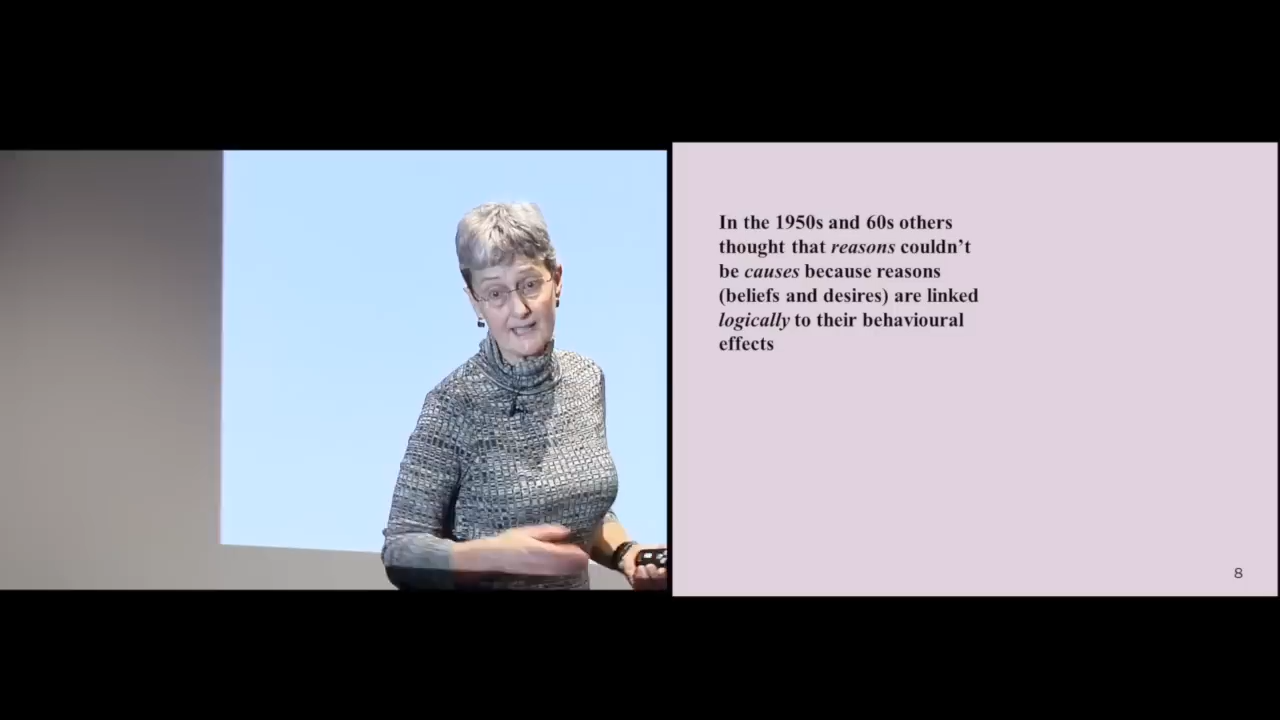 In the 1950s and 60s others
thought that reasons couldn't
be causes because reasons
(beliefs and desires) are linked
logically to their behavioural
effects
8